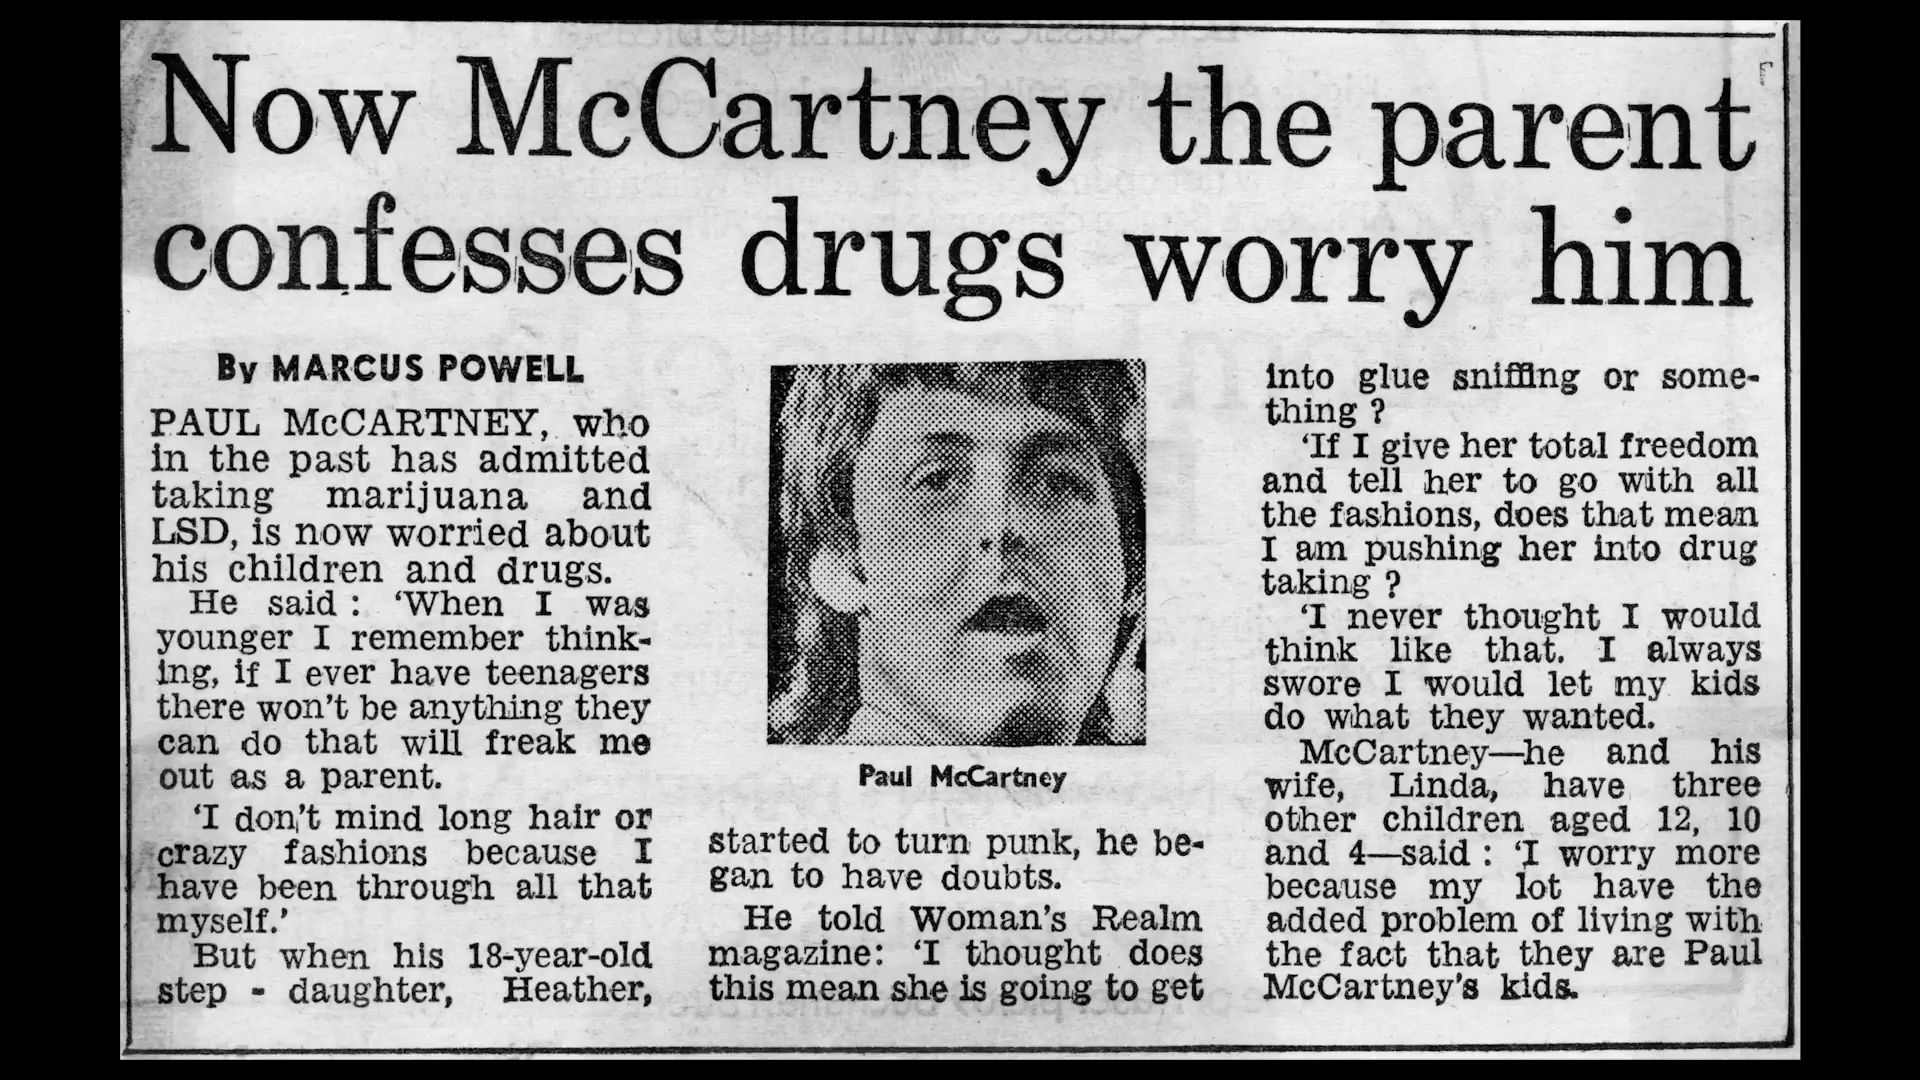 Now McCartney the parent
confesses drugs worry him
By MARCUS POWELL
PAUL McCARTNEY, who
in the past has admitted
taking marijuana and
LSD, is now worried about
his children and drugs.
He said : ‘When I was
younger I remember think-
ing, if I ever have teenagers
there won’t be anything they
can do that will freak me
out as a parent.
‘I don’t mind long hair or
crazy fashions because I
have been through all that
myself.’
But when his 18-year-old
step - daughter, Heather,
Paul McCartney
started to turn punk, he be-
gan to have doubts.
He told Woman’s Realm
magazine: ‘I thought does
this mean she is going to get
into glue sniffing or some-
thing ?
‘If I give her total freedom
and tell her to go with all
the fashions, does that mean
I am pushing her into drug
taking ?
‘I never thought I would
think like that. I always
swore I would let my kids
do what they wanted.
McCartney—he and his
wife, Linda, have three
other children aged 12, 10
and 4—said : ‘I worry more
because my lot have the
added problem of living with
the fact that they are Paul
McCartney’s kids.